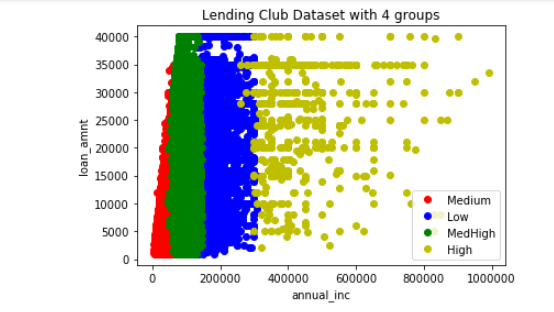 Lending Club Dataset with 4 groups
40000
35000
30000
25000
20000
15000
10000
5000
0
loan_amnt
Medium
Low
MedHigh
High
0
200000
400000
600000
800000
1000000
annual_inc